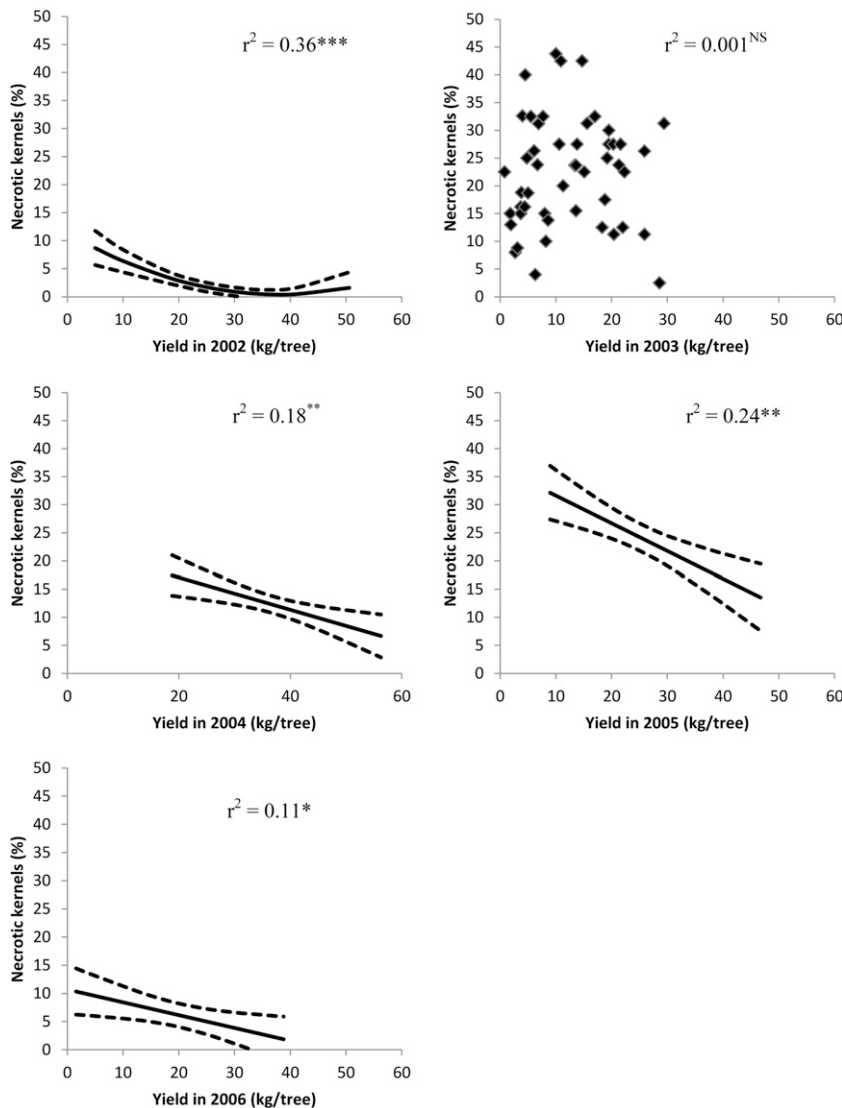 r² = 0.36***
Necrotic kernels (%)
50
45
40
35
30
25
20
15
10
5
0
0 10 20 30 40 50 60
Yield in 2002 (kg/tree)
r² = 0.001^NS
Necrotic kernels (%)
50
45
40
35
30
25
20
15
10
5
0
0 10 20 30 40 50 60
Yield in 2003 (kg/tree)
r² = 0.18**
Necrotic kernels (%)
50
45
40
35
30
25
20
15
10
5
0
0 20 40 60
Yield in 2004 (kg/tree)
r² = 0.24**
Necrotic kernels (%)
50
45
40
35
30
25
20
15
10
5
0
0 10 20 30 40 50 60
Yield in 2005 (kg/tree)
r² = 0.11*
Necrotic kernels (%)
50
45
40
35
30
25
20
15
10
5
0
0 10 20 30 40 50 60
Yield in 2006 (kg/tree)